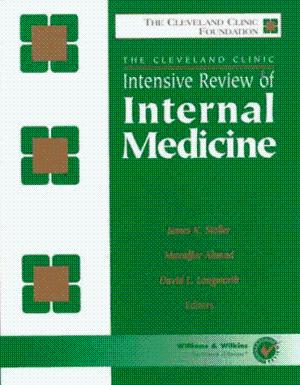 THE CLEVELAND CLINIC
FOUNDATION
THE CLEVELAND CLINIC
Intensive Review of
Internal
Medicine
James K. Stoller
Muzaffar Ahmad
David L. Longworth
Editors
Williams & Wilkins